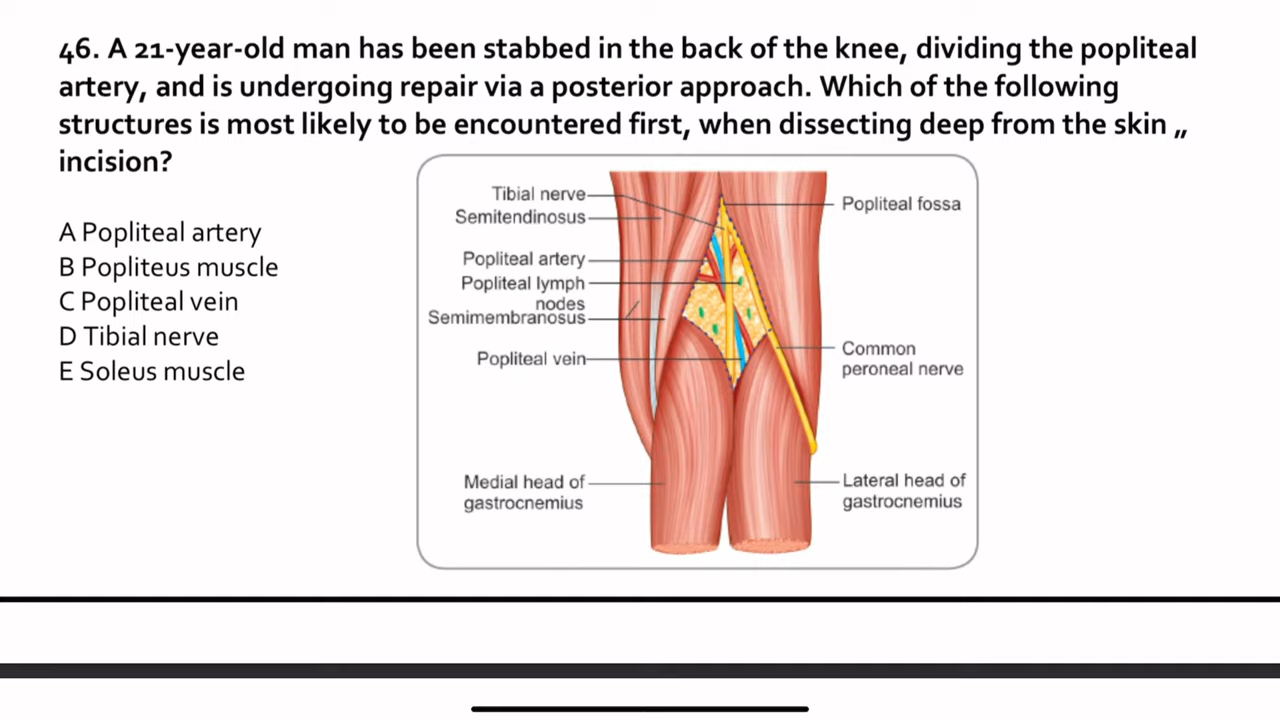 46. A 21-year-old man has been stabbed in the back of the knee, dividing the popliteal
artery, and is undergoing repair via a posterior approach. Which of the following
structures is most likely to be encountered first, when dissecting deep from the skin „
incision?
A Popliteal artery
B Popliteus muscle
C Popliteal vein
D Tibial nerve
E Soleus muscle
Tibial nerve
Semitendinosus
Popliteal artery
Popliteal lymph
nodes
Semimembranosus
Popliteal vein
Medial head of
gastrocnemius
Popliteal fossa
Common
peroneal nerve
Lateral head of
gastrocnemius